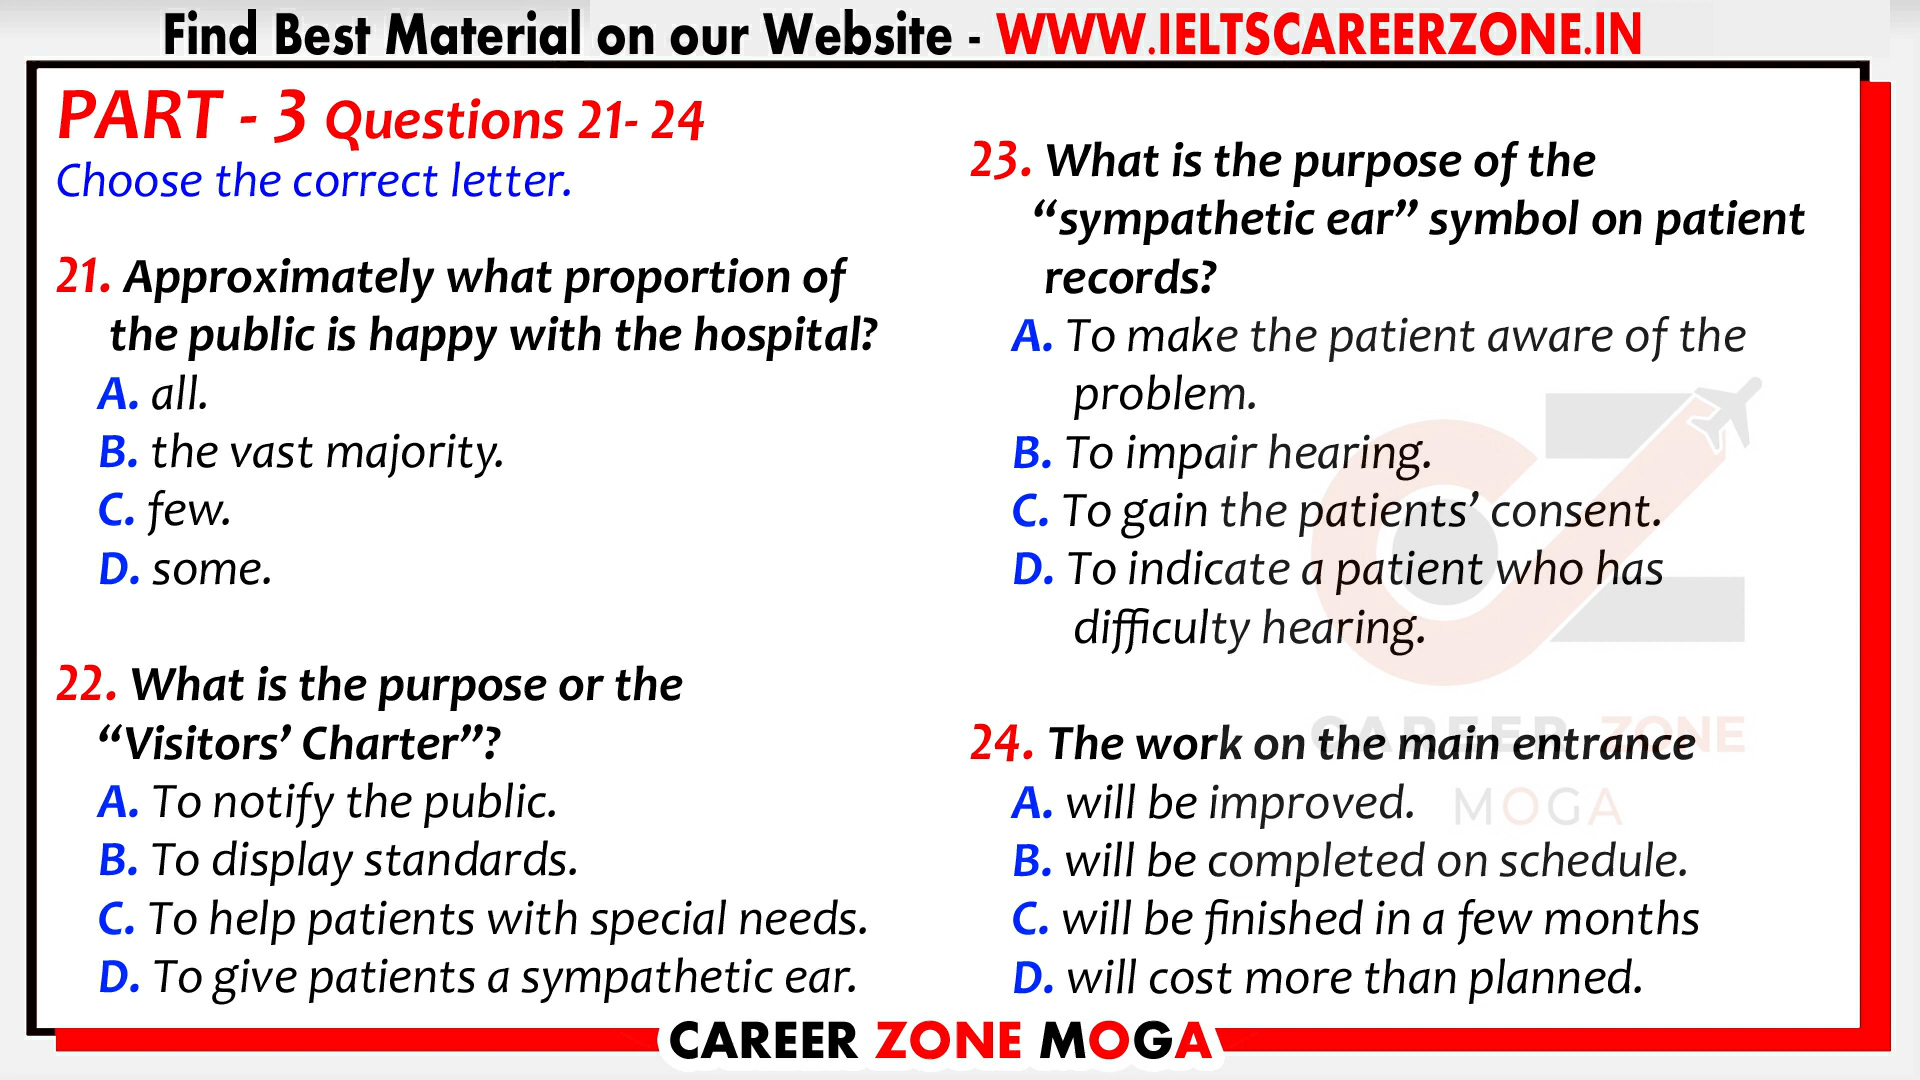 Find Best Material on our Website - WWW.IELTSCAREERZONE.IN
PART - 3 Questions 21- 24
Choose the correct letter.
21. Approximately what proportion of
the public is happy with the hospital?
A. all.
B. the vast majority.
C. few.
D. some.
22. What is the purpose or the
“Visitors’ Charter”?
A. To notify the public.
B. To display standards.
C. To help patients with special needs.
D. To give patients a sympathetic ear.
23. What is the purpose of the
“sympathetic ear” symbol on patient
records?
A. To make the patient aware of the
problem.
B. To impair hearing.
C. To gain the patients’ consent.
D. To indicate a patient who has
difficulty hearing.
24. The work on the main entrance
A. will be improved.
B. will be completed on schedule.
C. will be finished in a few months
D. will cost more than planned.
CZ
CAREER ZONE
MOGA
CAREER ZONE MOGA